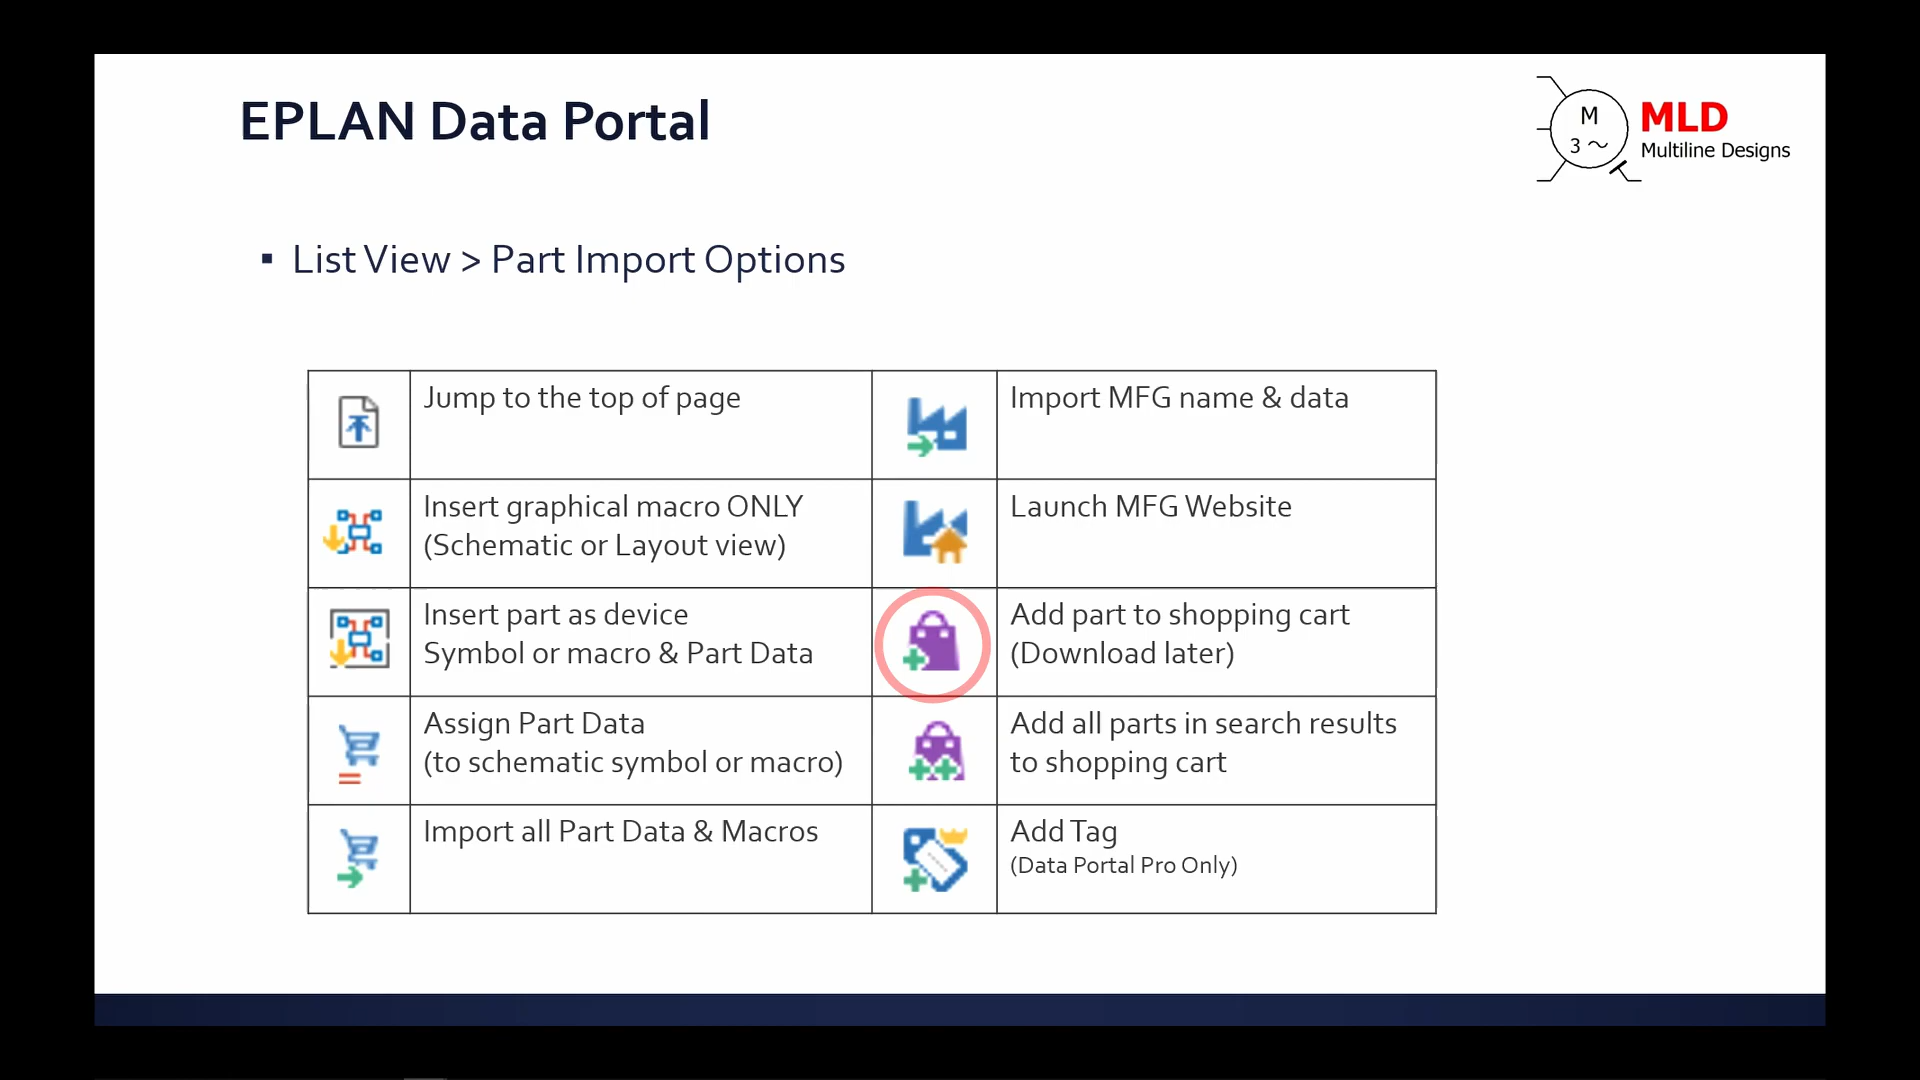 EPLAN Data Portal
M
3 ~
MLD
Multiline Designs
▪ List View > Part Import Options
Jump to the top of page
Import MFG name & data
Insert graphical macro ONLY
(Schematic or Layout view)
Launch MFG Website
Insert part as device
Symbol or macro & Part Data
Add part to shopping cart
(Download later)
Assign Part Data
(to schematic symbol or macro)
Add all parts in search results
to shopping cart
Import all Part Data & Macros
Add Tag
(Data Portal Pro Only)